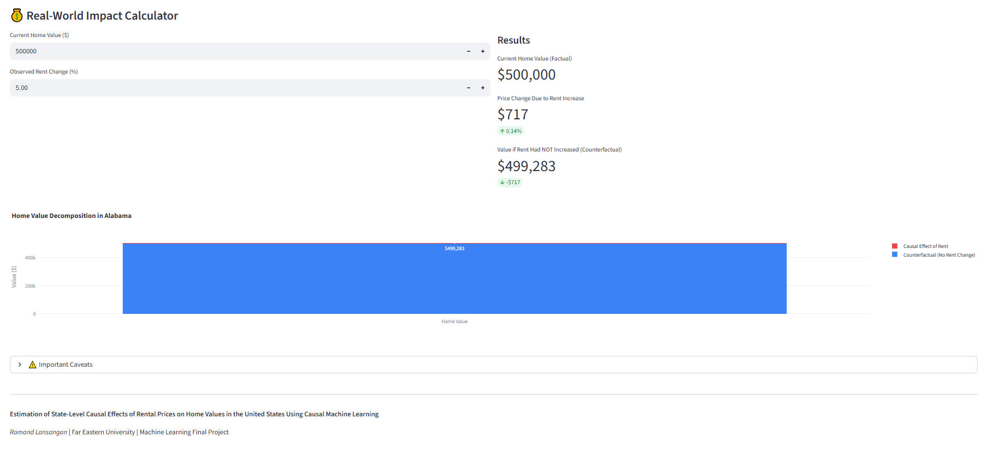 Real-World Impact Calculator
Current Home Value ($)
500000
Observed Rent Change (%)
5.00
Results
Current Home Value (Factual)
$500,000
Price Change Due to Rent Increase
$717
↑ 0.14%
Value if Rent Had NOT Increased (Counterfactual)
$499,283
↓ -$717
Home Value Decomposition in Alabama
Value ($)
400k
200k
0
$499,283
Home Value
Causal Effect of Rent
Counterfactual (No Rent Change)
Important Caveats
Estimation of State-Level Causal Effects of Rental Prices on Home Values in the United States Using Causal Machine Learning
Romand Lansangan | Far Eastern University | Machine Learning Final Project